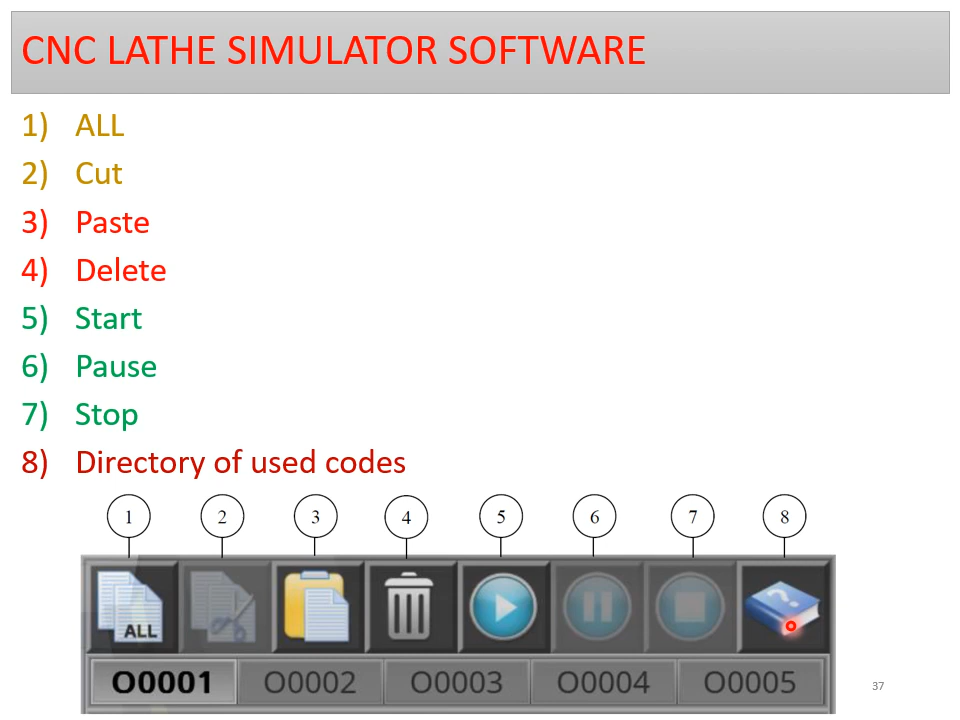 CNC LATHE SIMULATOR SOFTWARE
1) ALL
2) Cut
3) Paste
4) Delete
5) Start
6) Pause
7) Stop
8) Directory of used codes
1 2 3 4 5 6 7 8
ALL ?
O0001 O0002 O0003 O0004 O0005
37